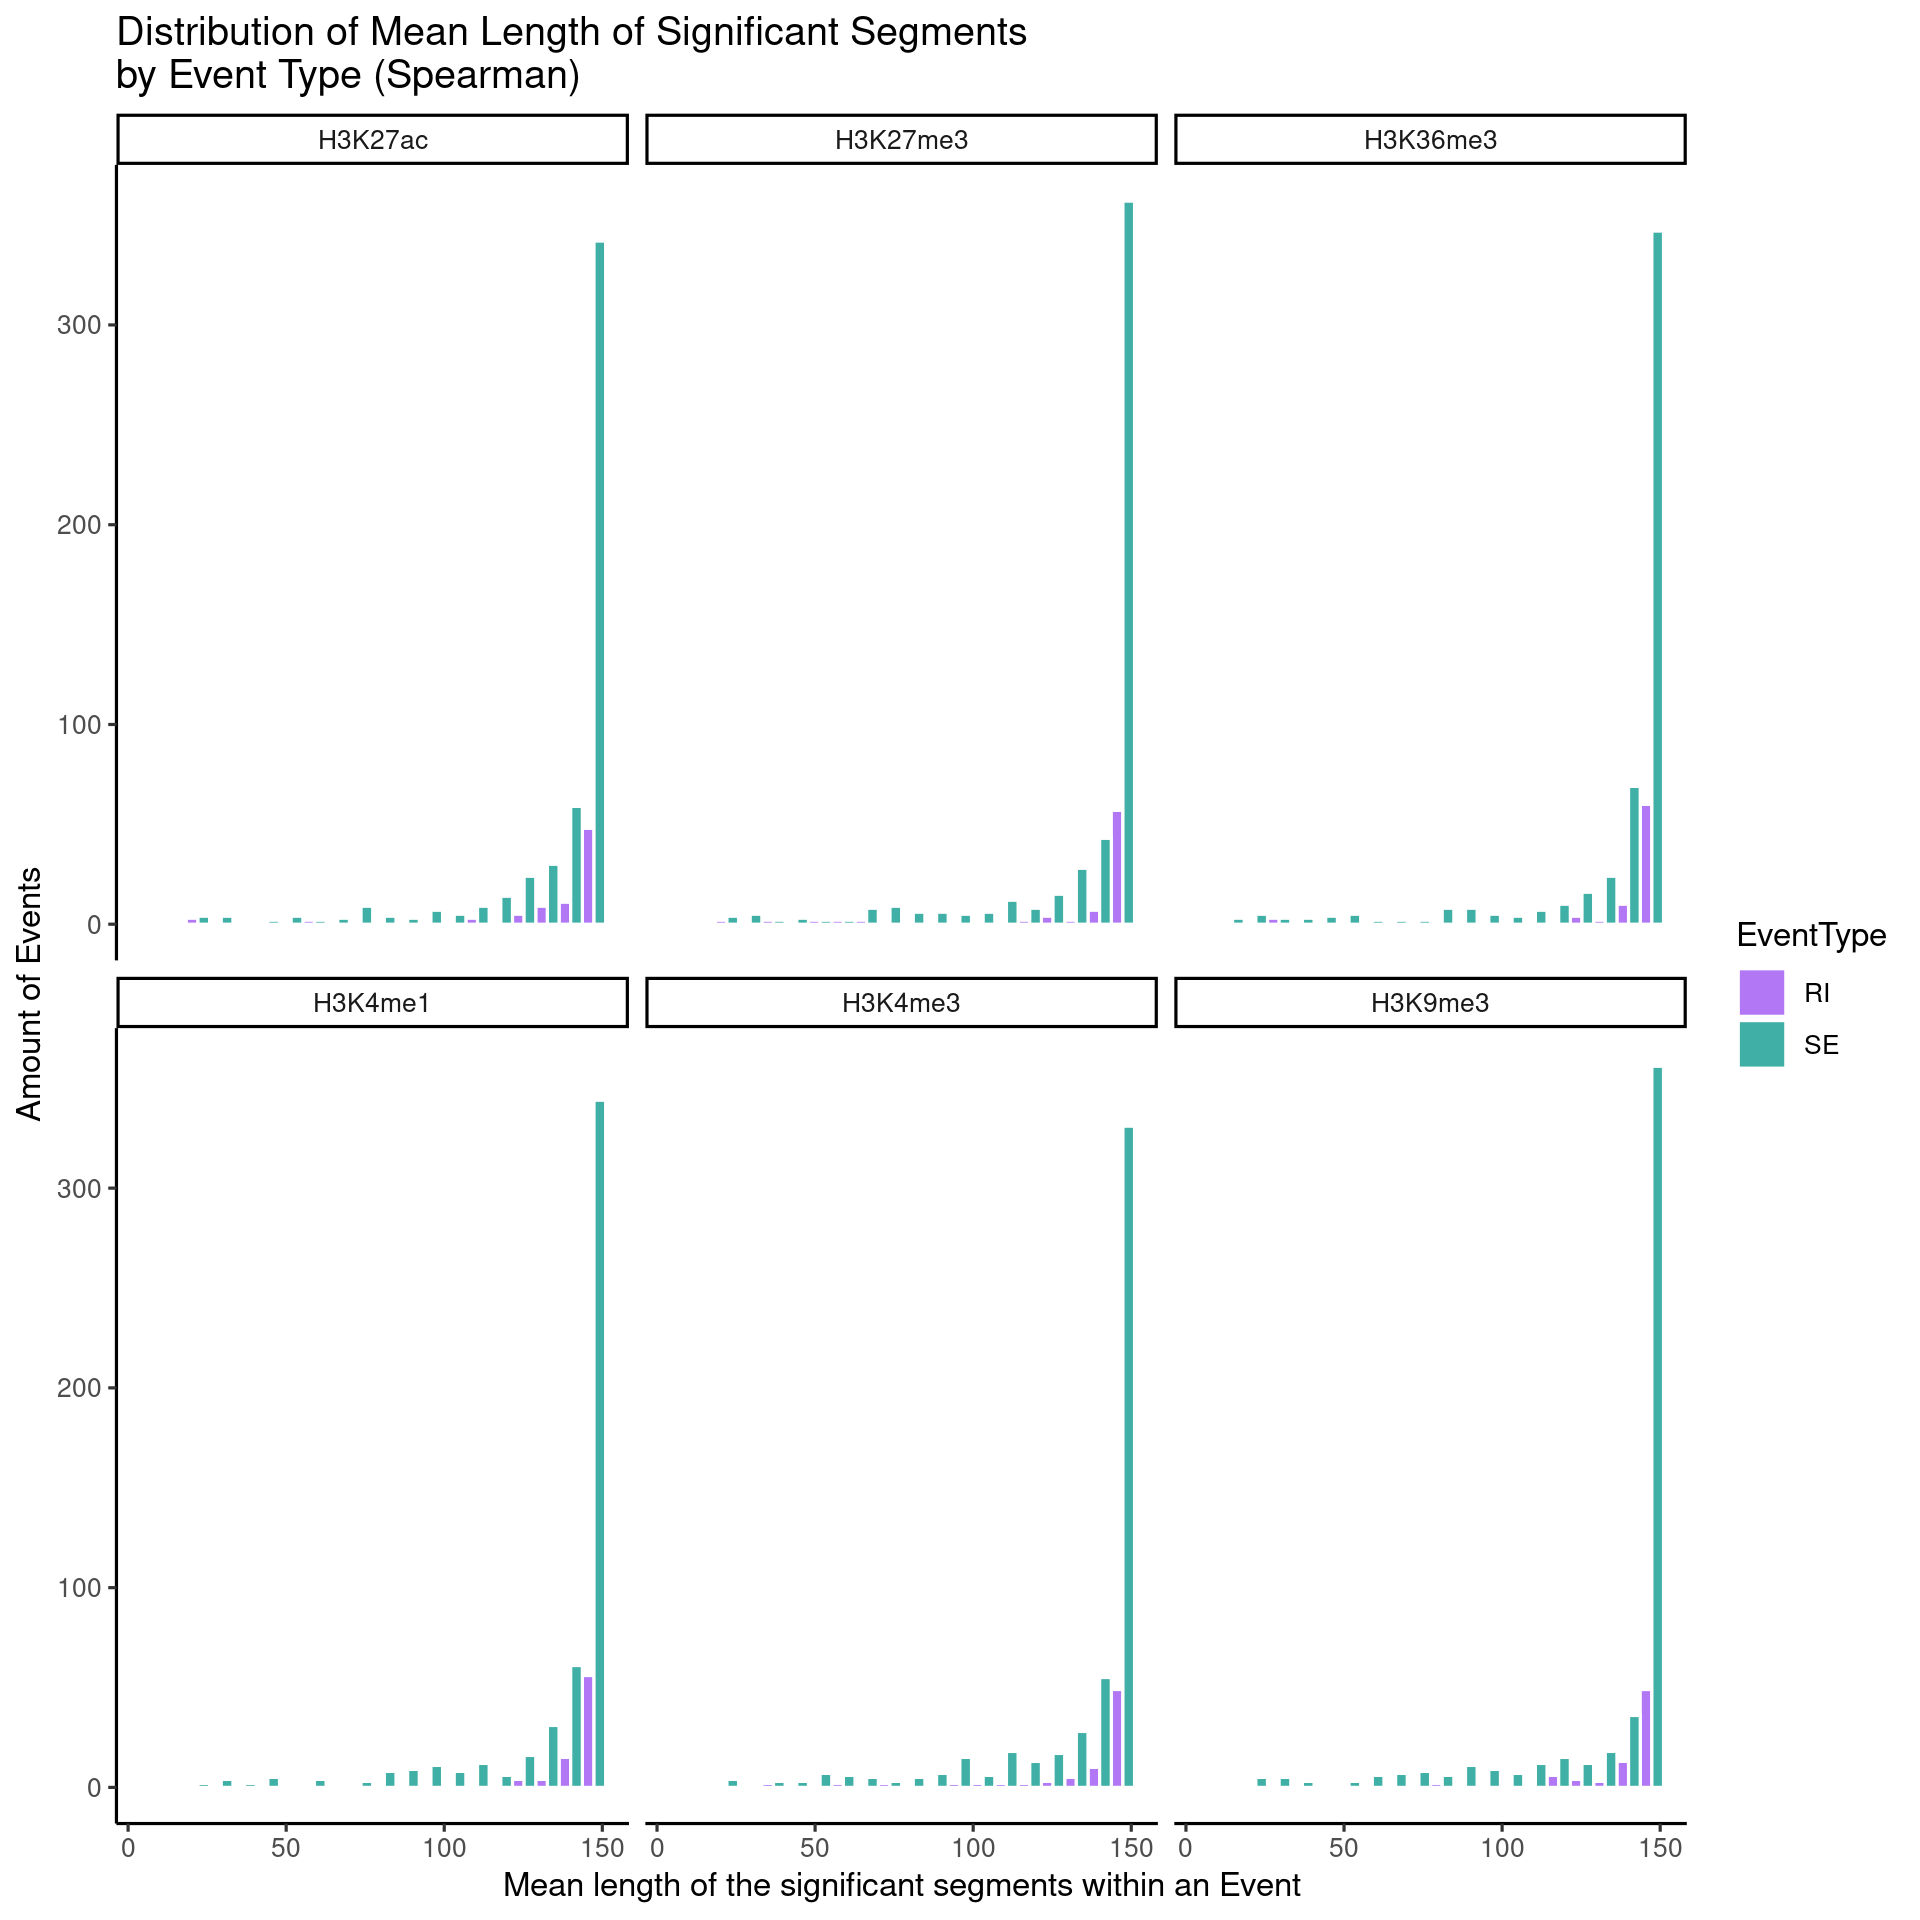 Distribution of Mean Length of Significant Segments
by Event Type (Spearman)
H3K27ac
H3K27me3
H3K36me3
300
200
100
0
H3K4me1
H3K4me3
H3K9me3
300
200
100
0
0 50 100 150
0 50 100 150
0 50 100 150
Mean length of the significant segments within an Event
Amount of Events
EventType
RI
SE